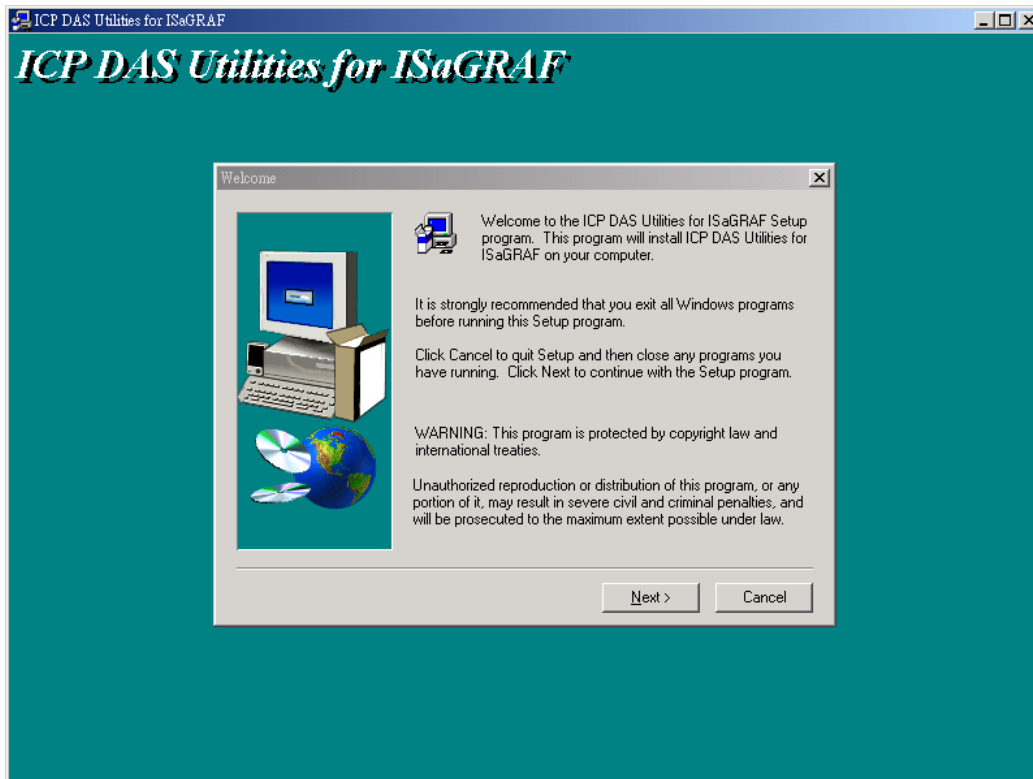 ICP DAS Utilities for ISaGRAF
ICP DAS Utilities for ISaGRAF
Welcome
Welcome to the ICP DAS Utilities for ISaGRAF Setup
program. This program will install ICP DAS Utilities for
ISaGRAF on your computer.
It is strongly recommended that you exit all Windows programs
before running this Setup program.
Click Cancel to quit Setup and then close any programs you
have running. Click Next to continue with the Setup program.
WARNING: This program is protected by copyright law and
international treaties.
Unauthorized reproduction or distribution of this program, or any
portion of it, may result in severe civil and criminal penalties, and
will be prosecuted to the maximum extent possible under law.
Next >
Cancel